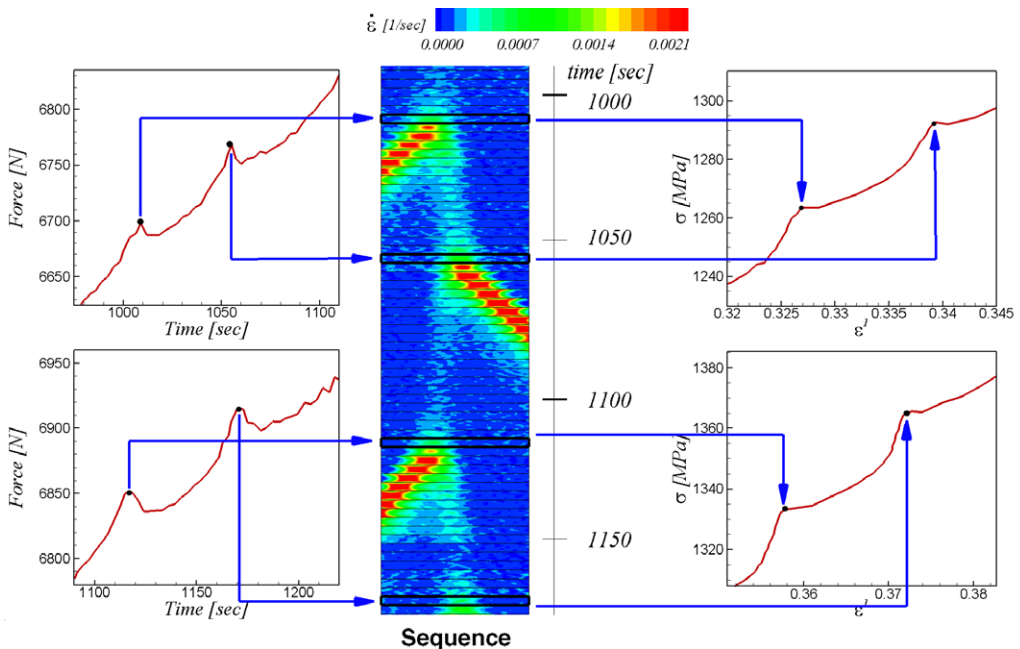 ε̇ [1/sec]
0.0000 0.0007 0.0014 0.0021
Force [N]
6800
6750
6700
6650
1000 1050 1100
Time [sec]
Force [N]
6950
6900
6850
6800
1100 1150 1200
Time [sec]
time [sec]
1000
1050
1100
1150
Sequence
σ [MPa]
1300
1280
1260
1240
0.32 0.325 0.33 0.335 0.34 0.345
ε¹
σ [MPa]
1380
1360
1340
1320
0.36 0.37 0.38
ε¹